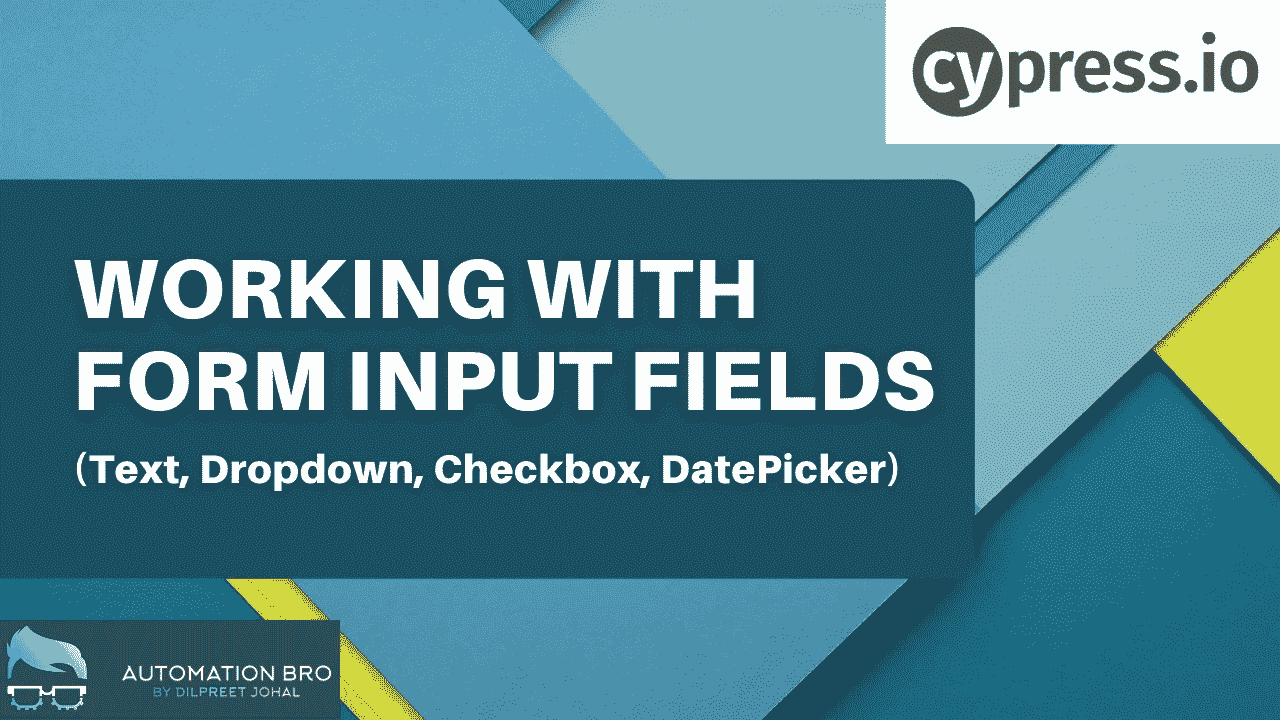 cypress.io
WORKING WITH
FORM INPUT FIELDS
(Text, Dropdown, Checkbox, DatePicker)
AUTOMATION BRO
BY DILPREET JOHAL